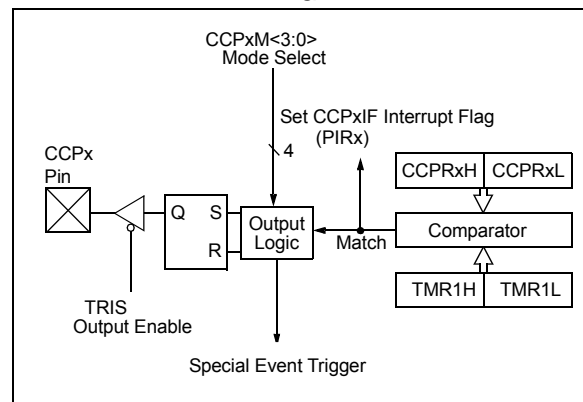 CCPxM<3:0>
Mode Select
Set CCPxIF Interrupt Flag
(PIRx)
4
CCPx
Pin
CCPRxH CCPRxL
Q S
R
Output
Logic
Match
Comparator
TMR1H TMR1L
TRIS
Output Enable
Special Event Trigger